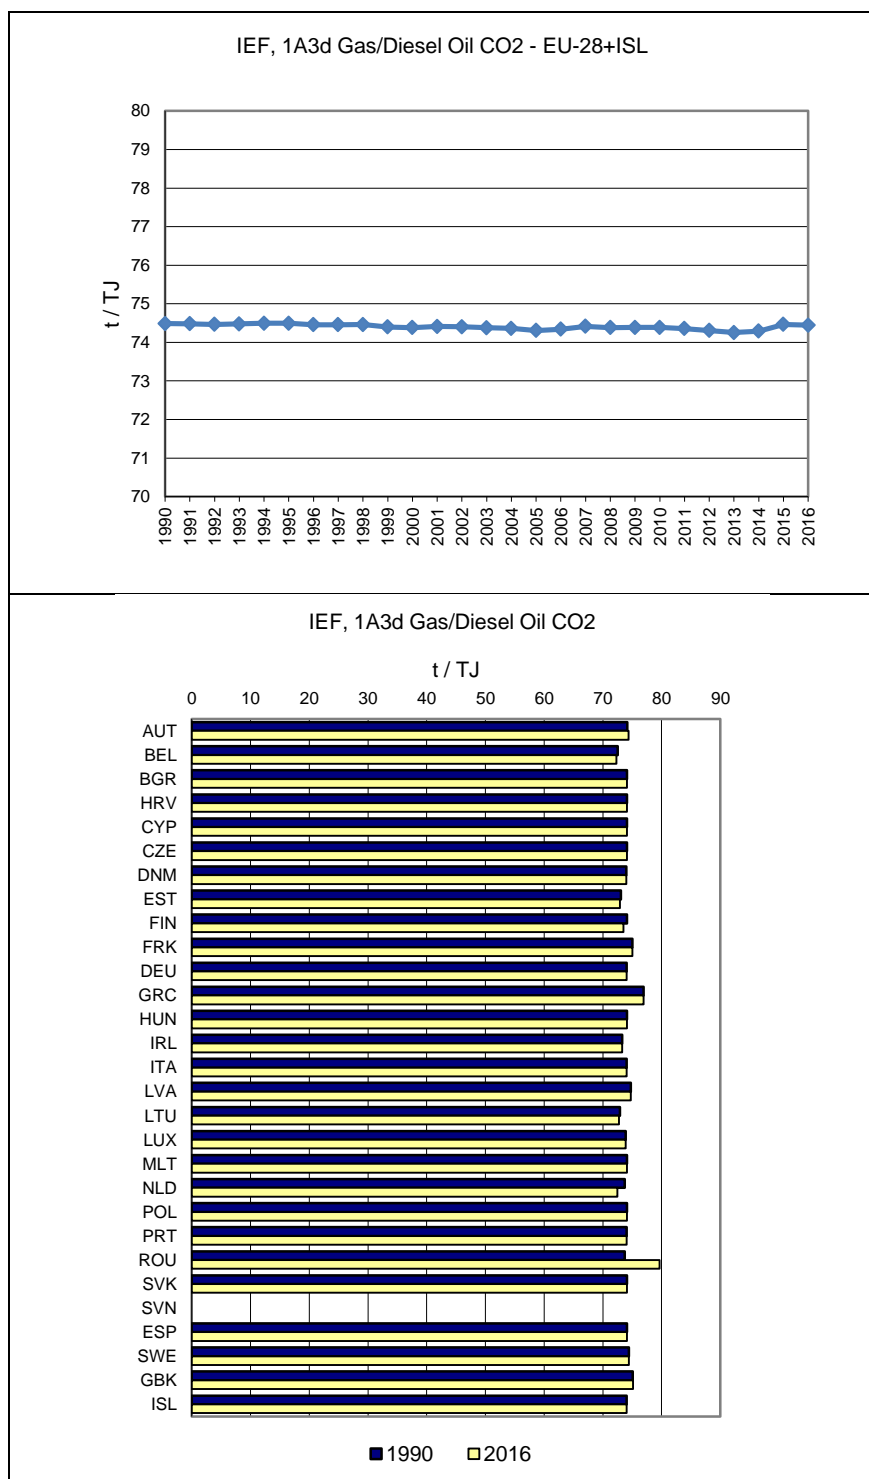 IEF, 1A3d Gas/Diesel Oil CO2 - EU-28+ISL
80
79
78
77
76
75
74
73
72
71
70
t / TJ
1990 1991 1992 1993 1994 1995 1996 1997 1998 1999 2000 2001 2002 2003 2004 2005 2006 2007 2008 2009 2010 2011 2012 2013 2014 2015 2016
IEF, 1A3d Gas/Diesel Oil CO2
t / TJ
0 10 20 30 40 50 60 70 80 90
AUT
BEL
BGR
HRV
CYP
CZE
DNM
EST
FIN
FRK
DEU
GRC
HUN
IRL
ITA
LVA
LTU
LUX
MLT
NLD
POL
PRT
ROU
SVK
SVN
ESP
SWE
GBK
ISL
1990 2016